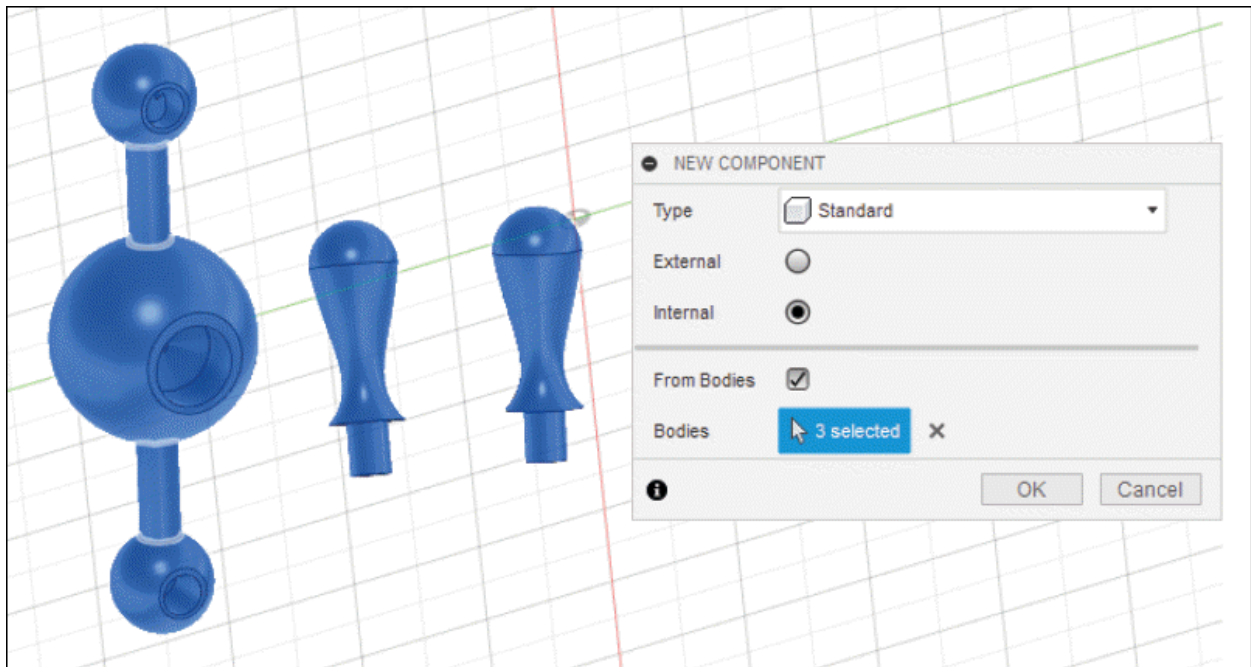 NEW COMPONENT
Type Standard
External
Internal
From Bodies
Bodies 3 selected
OK Cancel